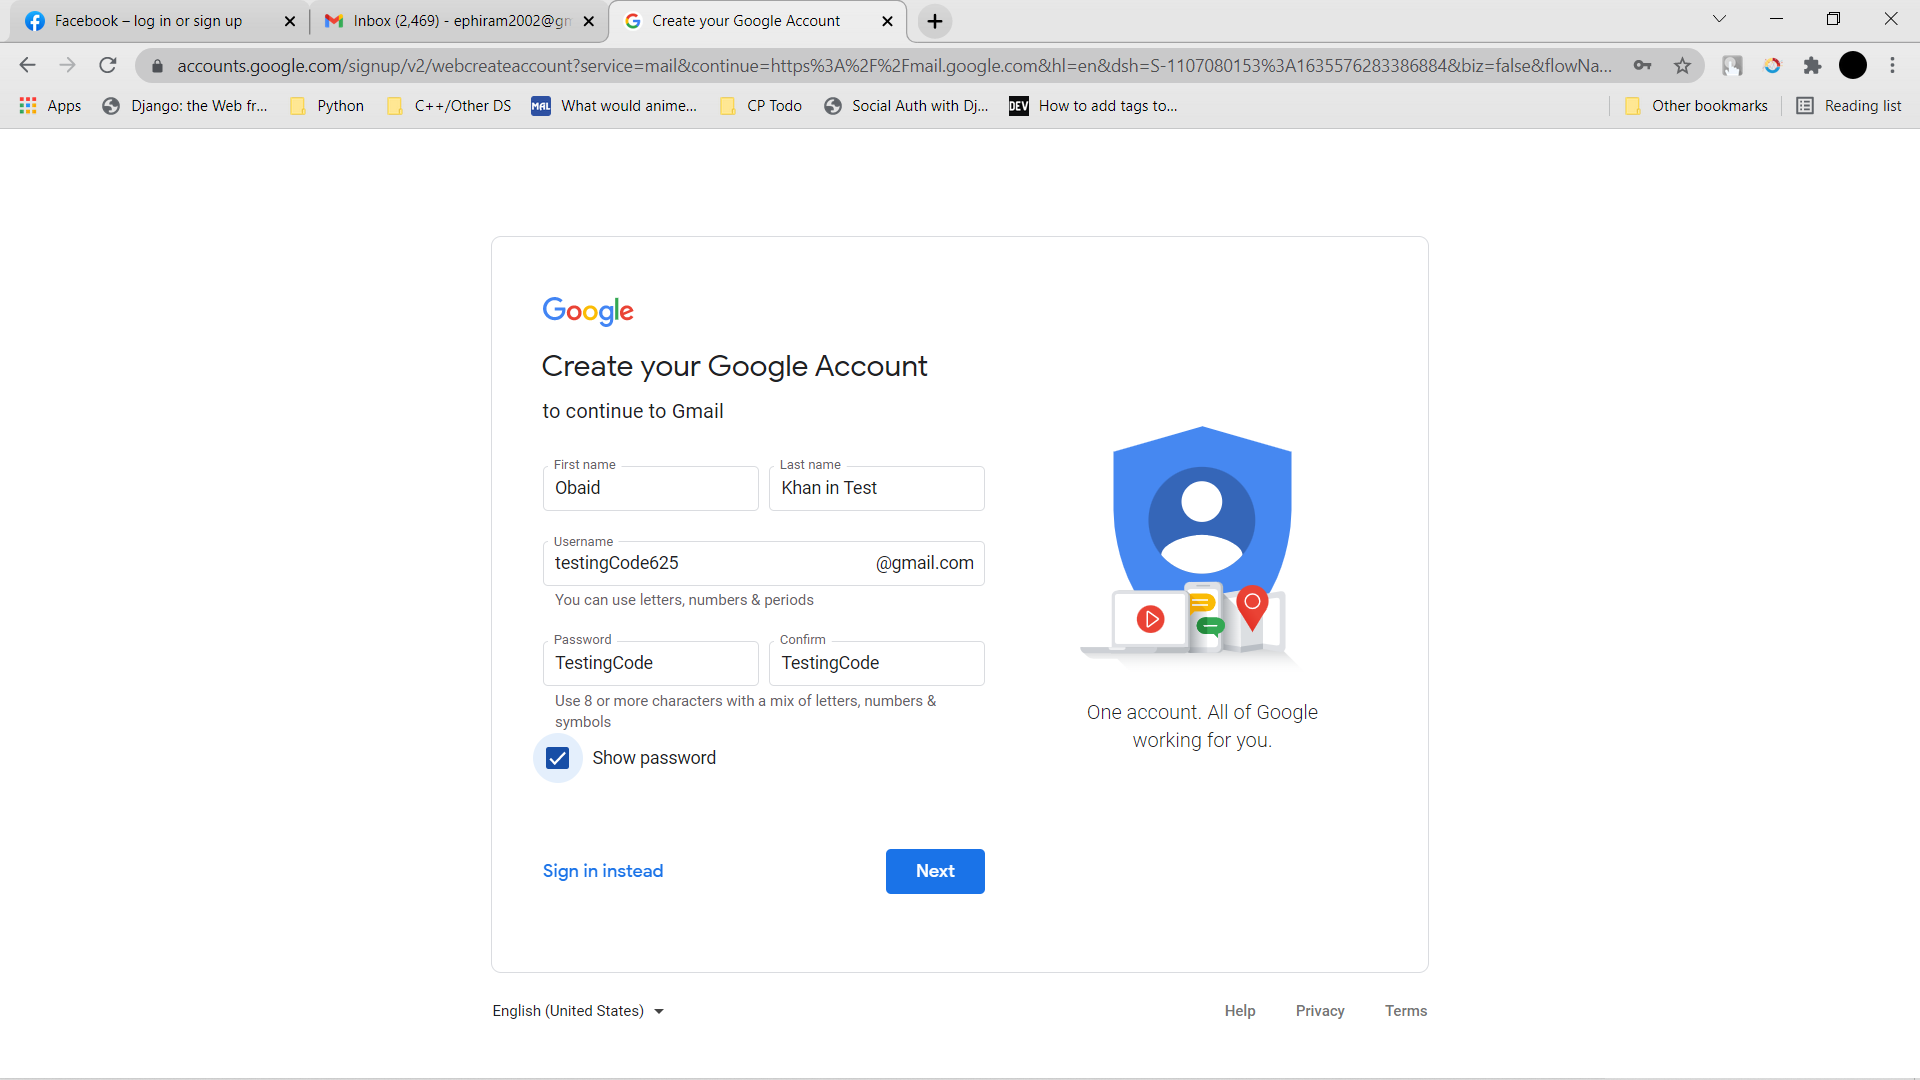 Facebook – log in or sign up
Inbox (2,469) - ephiram2002@gm
Create your Google Account
accounts.google.com/signup/v2/webcreateaccount?service=mail&continue=https%3A%2F%2Fmail.google.com&hl=en&dsh=S-1107080153%3A1635576283386884&biz=false&flowNa...
Apps
Django: the Web fr...
Python
C++/Other DS
MAL
What would anime...
CP Todo
Social Auth with Dj...
DEV
How to add tags to...
Other bookmarks
Reading list
Google
Create your Google Account
to continue to Gmail
First name
Last name
Obaid
Khan in Test
Username
testingCode625
@gmail.com
You can use letters, numbers & periods
Password
Confirm
TestingCode
TestingCode
Use 8 or more characters with a mix of letters, numbers &
symbols
Show password
Sign in instead
Next
One account. All of Google
working for you.
English (United States)
Help
Privacy
Terms